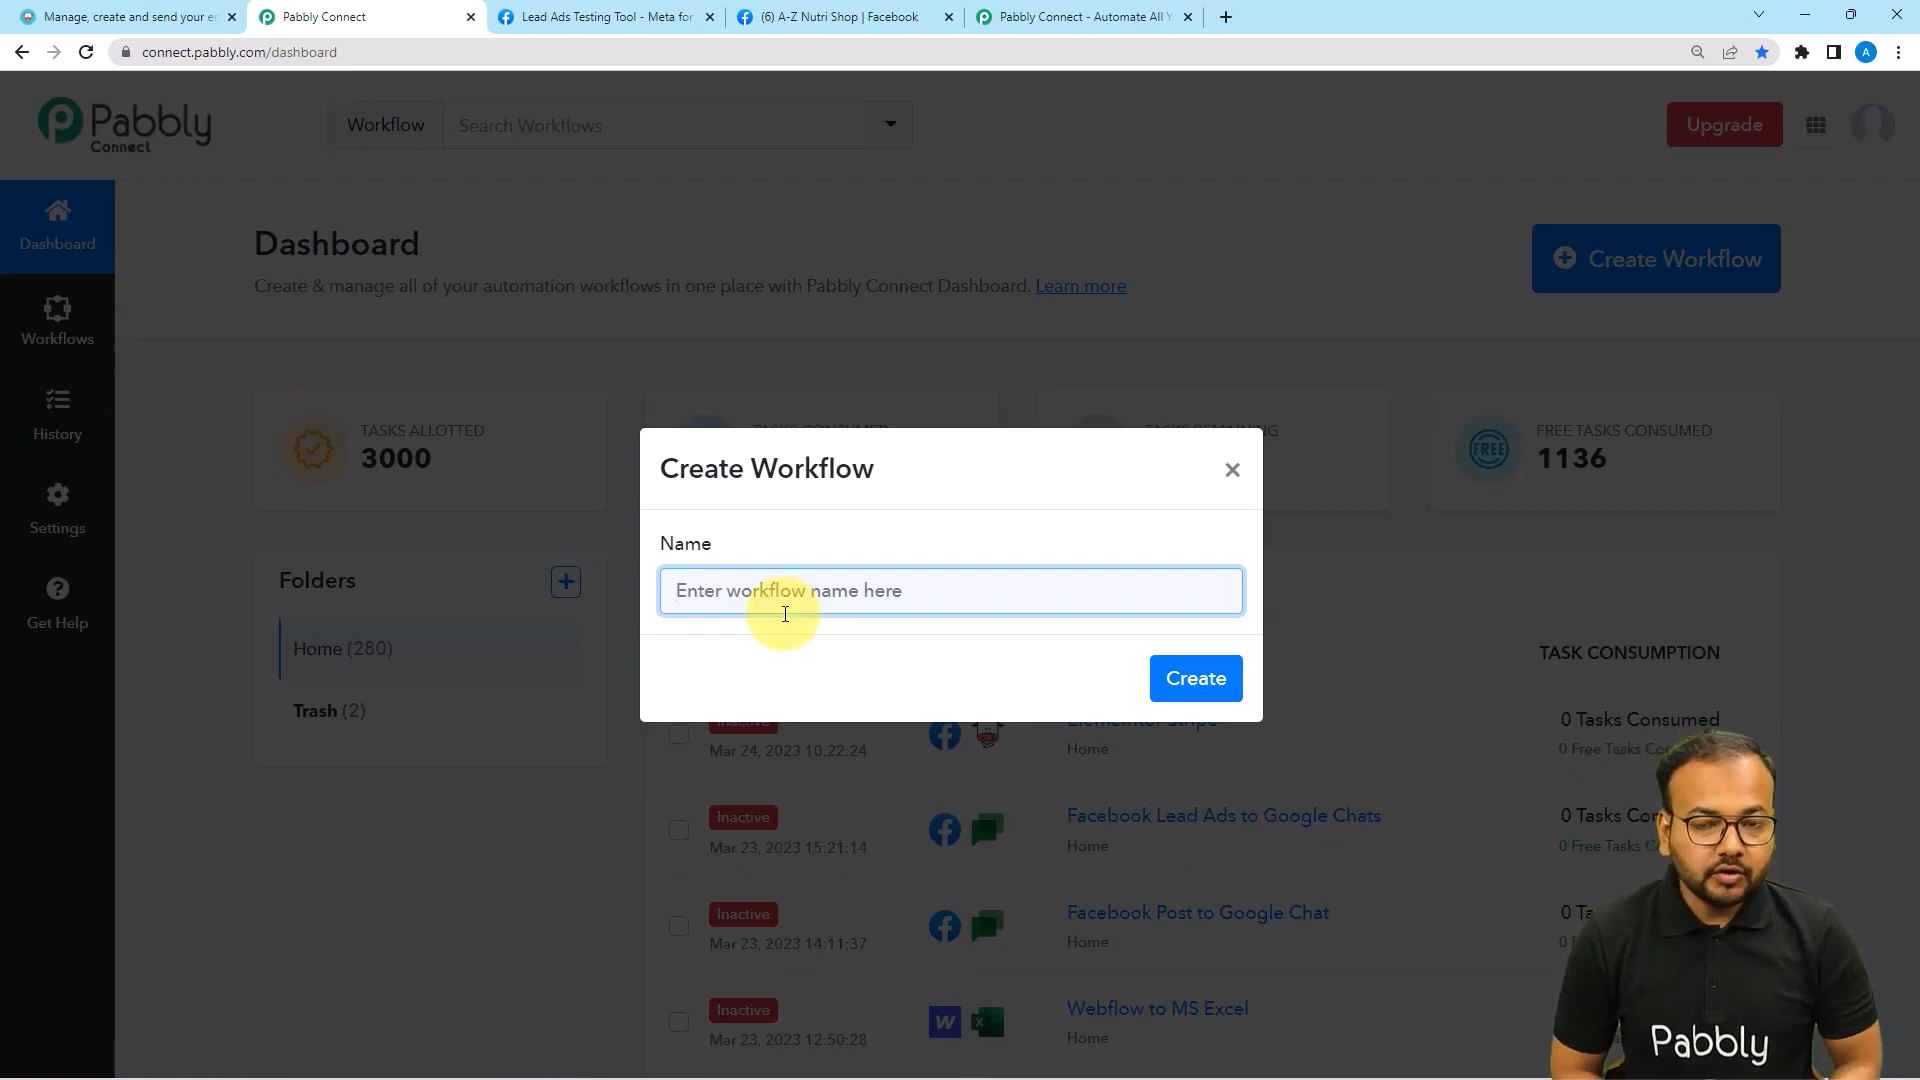 Manage, create and send your er
Pabbly Connect
Lead Ads Testing Tool - Meta for
(6) A-Z Nutri Shop | Facebook
Pabbly Connect - Automate All Y
connect.pabbly.com/dashboard
A
Pabbly
Connect
Workflow
Search Workflows
Upgrade
Dashboard
Workflows
History
Settings
Get Help
Dashboard
Create & manage all of your automation workflows in one place with Pabbly Connect Dashboard. Learn more
Create Workflow
TASKS ALLOTTED
3000
TASKS CONSUMED
TASKS REMAINING
FREE
FREE TASKS CONSUMED
1136
Folders
Home (280)
Trash (2)
Create Workflow
Name
Enter workflow name here
Create
TASK CONSUMPTION
Inactive
Mar 24, 2023 10:22:24
Elementor Stripe
Home
0 Tasks Consumed
0 Free Tasks Co
Inactive
Mar 23, 2023 15:21:14
Facebook Lead Ads to Google Chats
Home
0 Tasks Co
0 Free Tasks C
Inactive
Mar 23, 2023 14:11:37
Facebook Post to Google Chat
Home
0 Ta
0 F
Inactive
Mar 23, 2023 12:50:28
Webflow to MS Excel
Home
Pabbly